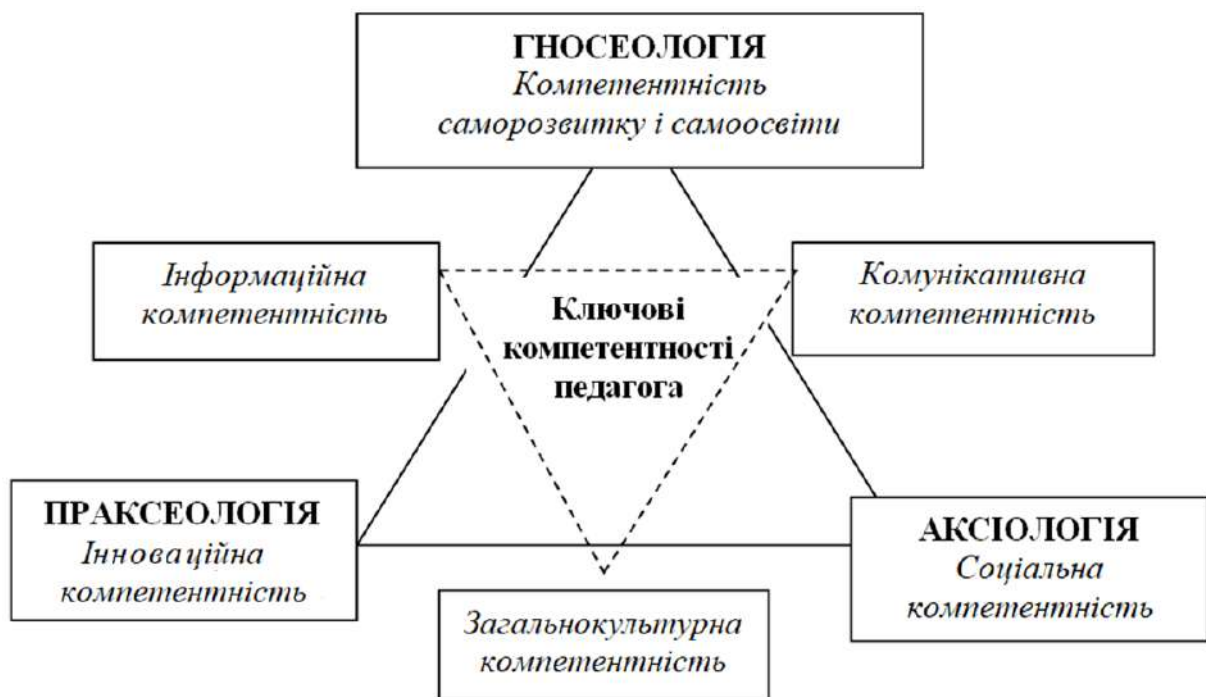 ГНОСЕОЛОГІЯ
Компетентність
саморозвитку і самоосвіти
Інформаційна
компетентність
Комунікативна
компетентність
Ключові
компетентності
педагога
ПРАКСЕОЛОГІЯ
Інноваційна
компетентність
АКСІОЛОГІЯ
Соціальна
компетентність
Загальнокультурна
компетентність